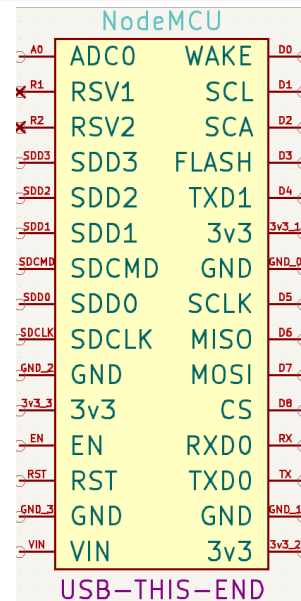 NodeMCU
A0 ADC0 WAKE D0
R1 RSV1 SCL D1
R2 RSV2 SCA D2
SDD3 SDD3 FLASH D3
SDD2 SDD2 TXD1 D4
SDD1 SDD1 3v3 3v3_1
SDCMD SDCMD GND GND_0
SDD0 SDD0 SCLK D5
SDCLK SDCLK MISO D6
GND_2 GND MOSI D7
3v3_3 3v3 CS D8
EN EN RXD0 RX
RST RST TXD0 TX
GND_3 GND GND GND_1
VIN VIN 3v3 3v3_2
USB-THIS-END